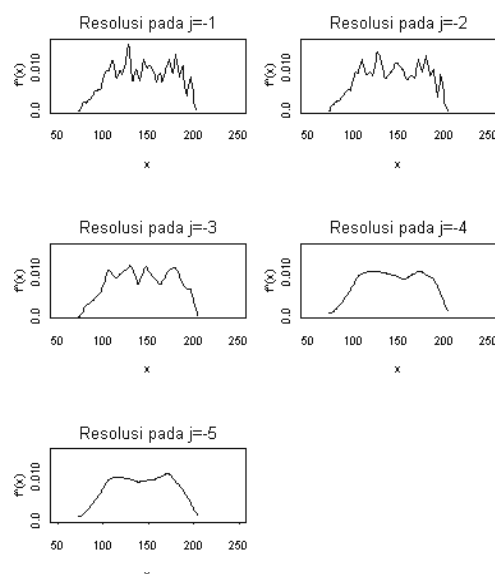 Resolusi pada j=-1
f^(x)
0.0 0.010
50 100 150 200 250
x
Resolusi pada j=-2
f^(x)
0.0 0.010
50 100 150 200 250
x
Resolusi pada j=-3
f^(x)
0.0 0.010
50 100 150 200 250
x
Resolusi pada j=-4
f^(x)
0.0 0.010
50 100 150 200 250
x
Resolusi pada j=-5
f^(x)
0.0 0.010
50 100 150 200 250
x